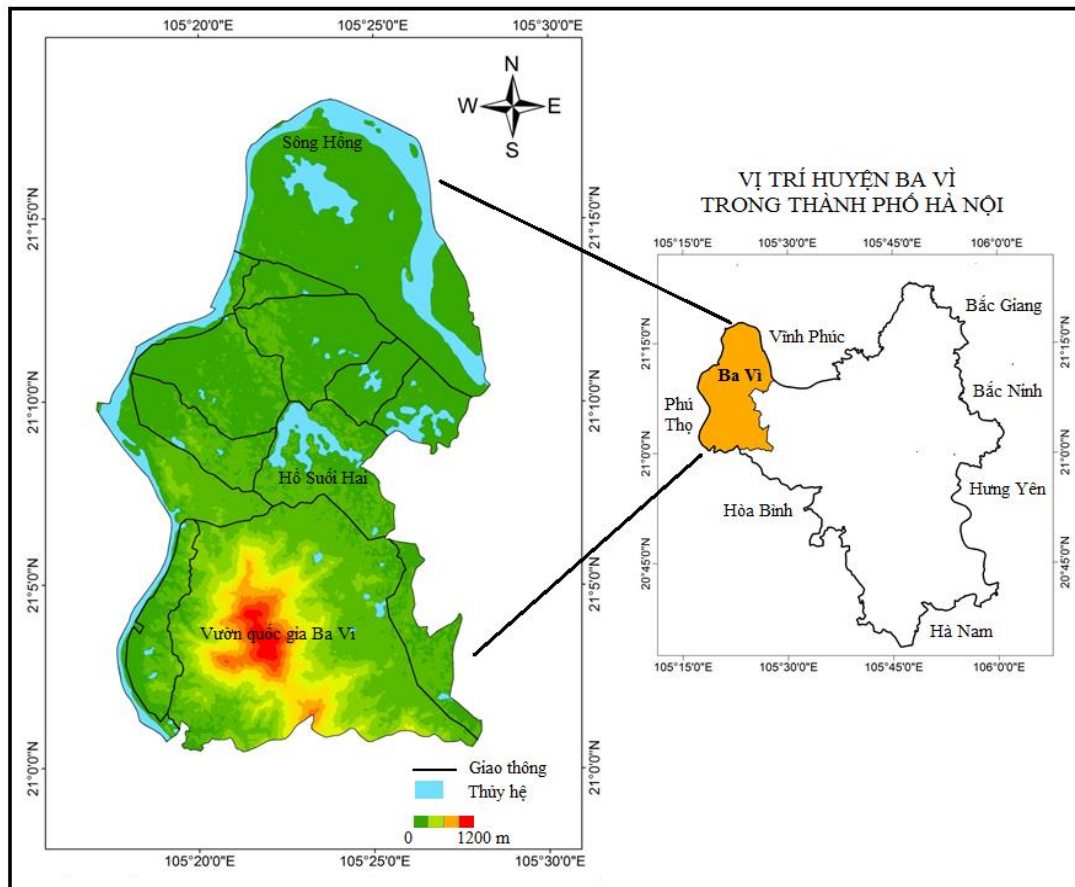 105°20'0"E 105°25'0"E 105°30'0"E
N
W E
S
Sông Hồng
21°15'0"N 21°15'0"N
21°10'0"N 21°10'0"N
Hồ Suối Hai
21°5'0"N 21°5'0"N
Vườn quốc gia Ba Vì
21°0'0"N 21°0'0"N
Giao thông
Thủy hệ
0 1200 m
105°20'0"E 105°25'0"E 105°30'0"E
VỊ TRÍ HUYỆN BA VÌ
TRONG THÀNH PHỐ HÀ NỘI
105°15'0"E 105°30'0"E 105°45'0"E 106°0'0"E
Bắc Giang
21°15'0"N Vĩnh Phúc 21°15'0"N
Ba Vì
Bắc Ninh
Phú
Thọ
21°0'0"N 21°0'0"N
Hưng Yên
Hòa Bình
20°45'0"N 20°45'0"N
Hà Nam
105°15'0"E 105°30'0"E 105°45'0"E 106°0'0"E